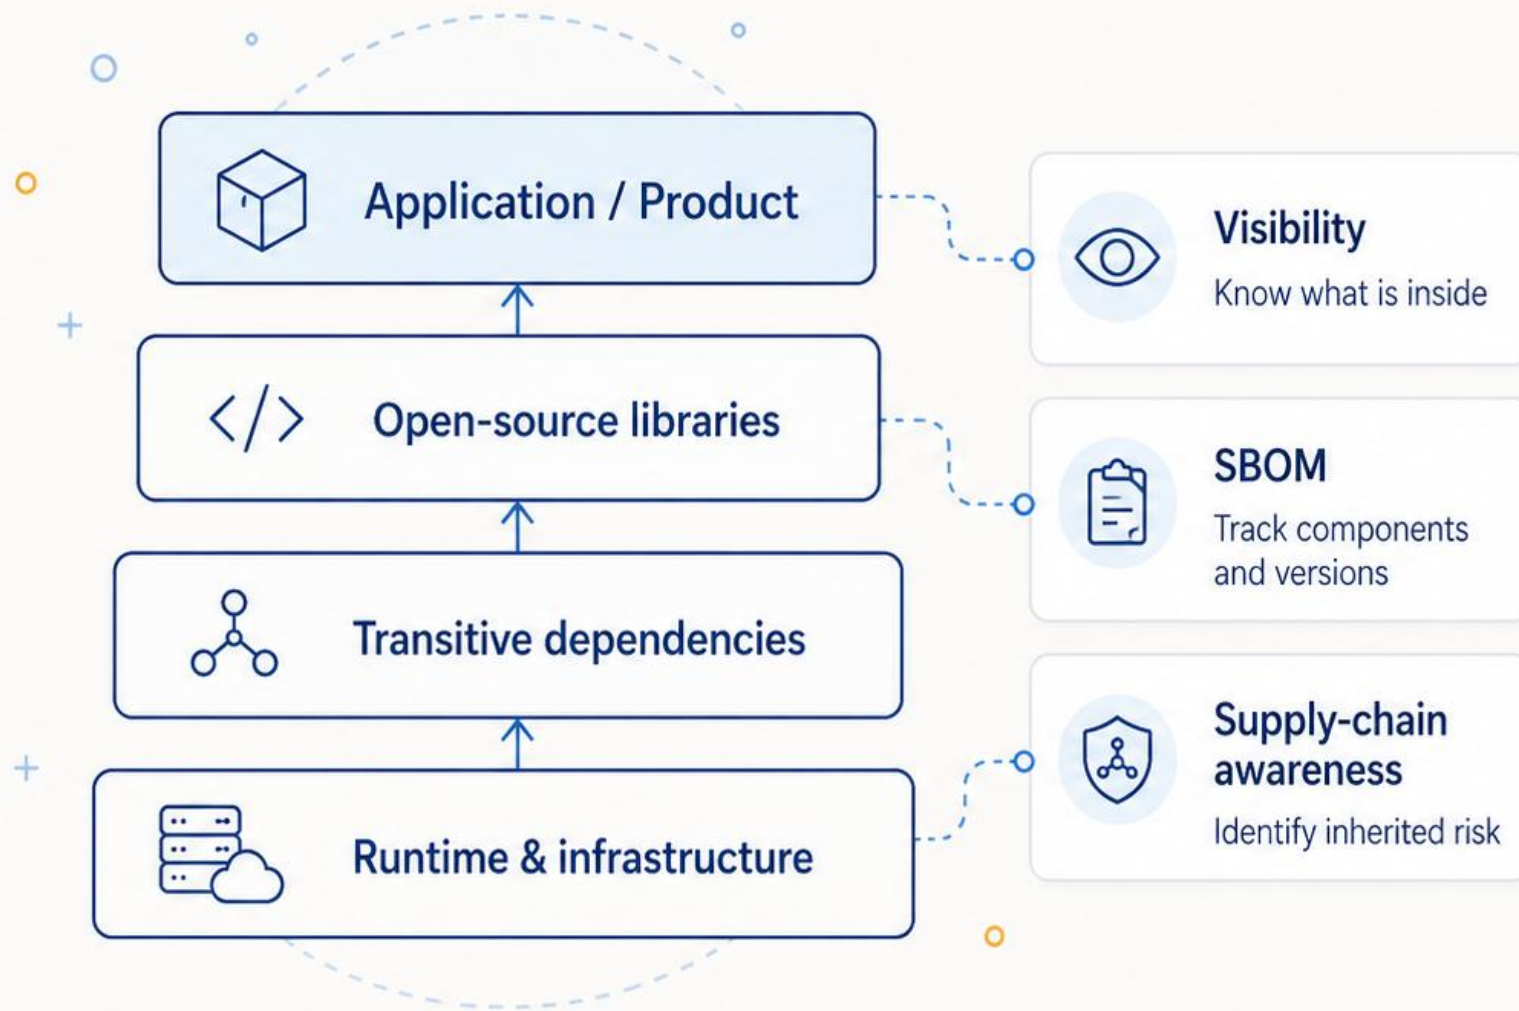 Application / Product
Open-source libraries
Transitive dependencies
Runtime & infrastructure
Visibility
Know what is inside
SBOM
Track components
and versions
Supply-chain
awareness
Identify inherited risk